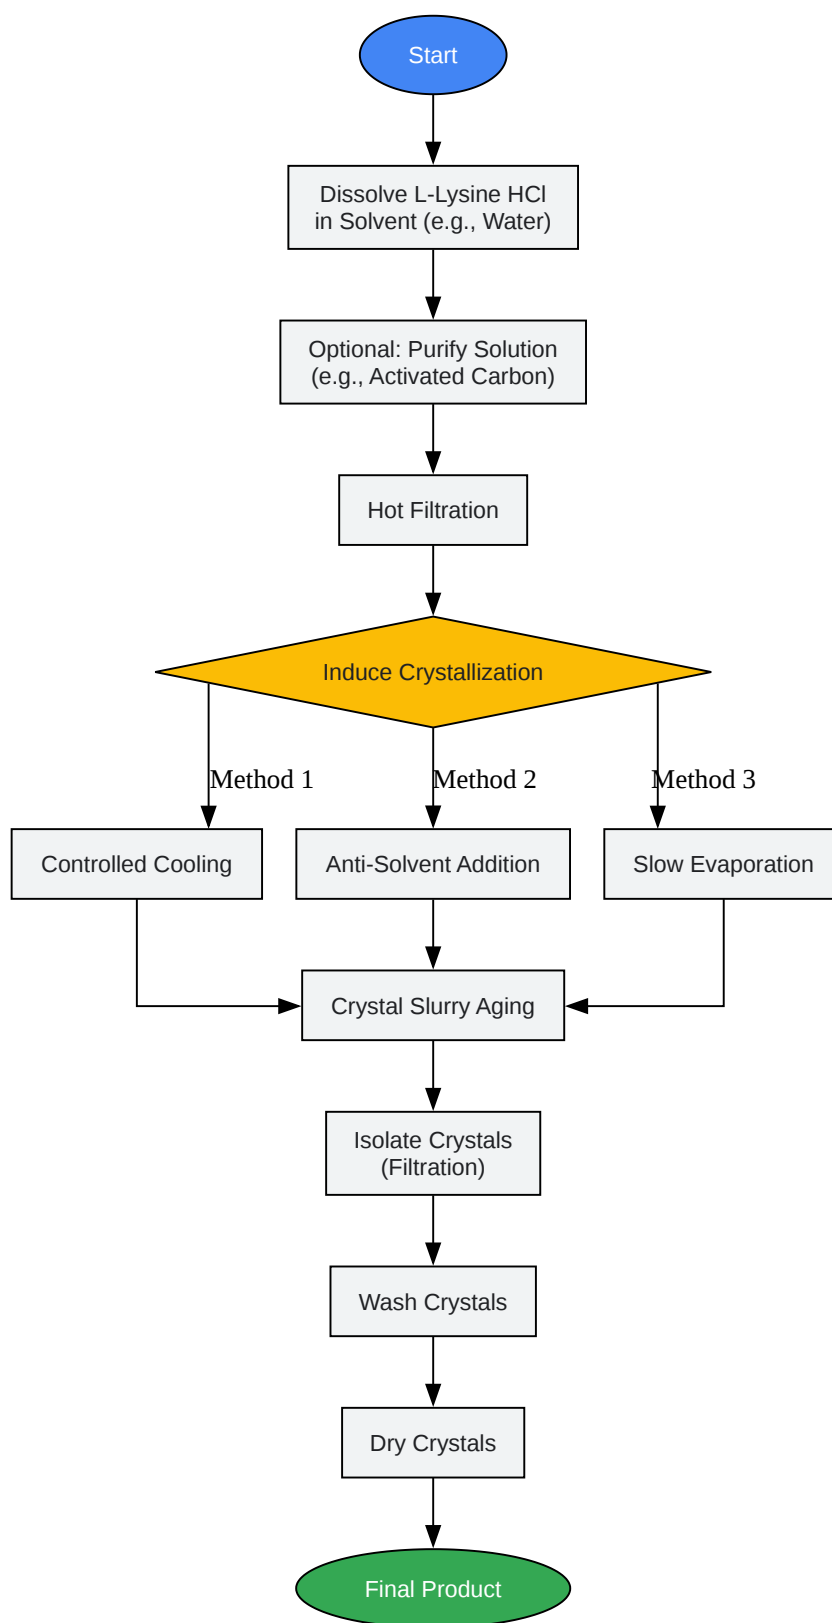 Start
Dissolve L-Lysine HCl
in Solvent (e.g., Water)
Optional: Purify Solution
(e.g., Activated Carbon)
Hot Filtration
Induce Crystallization
Method 1
Method 2
Method 3
Controlled Cooling
Anti-Solvent Addition
Slow Evaporation
Crystal Slurry Aging
Isolate Crystals
(Filtration)
Wash Crystals
Dry Crystals
Final Product